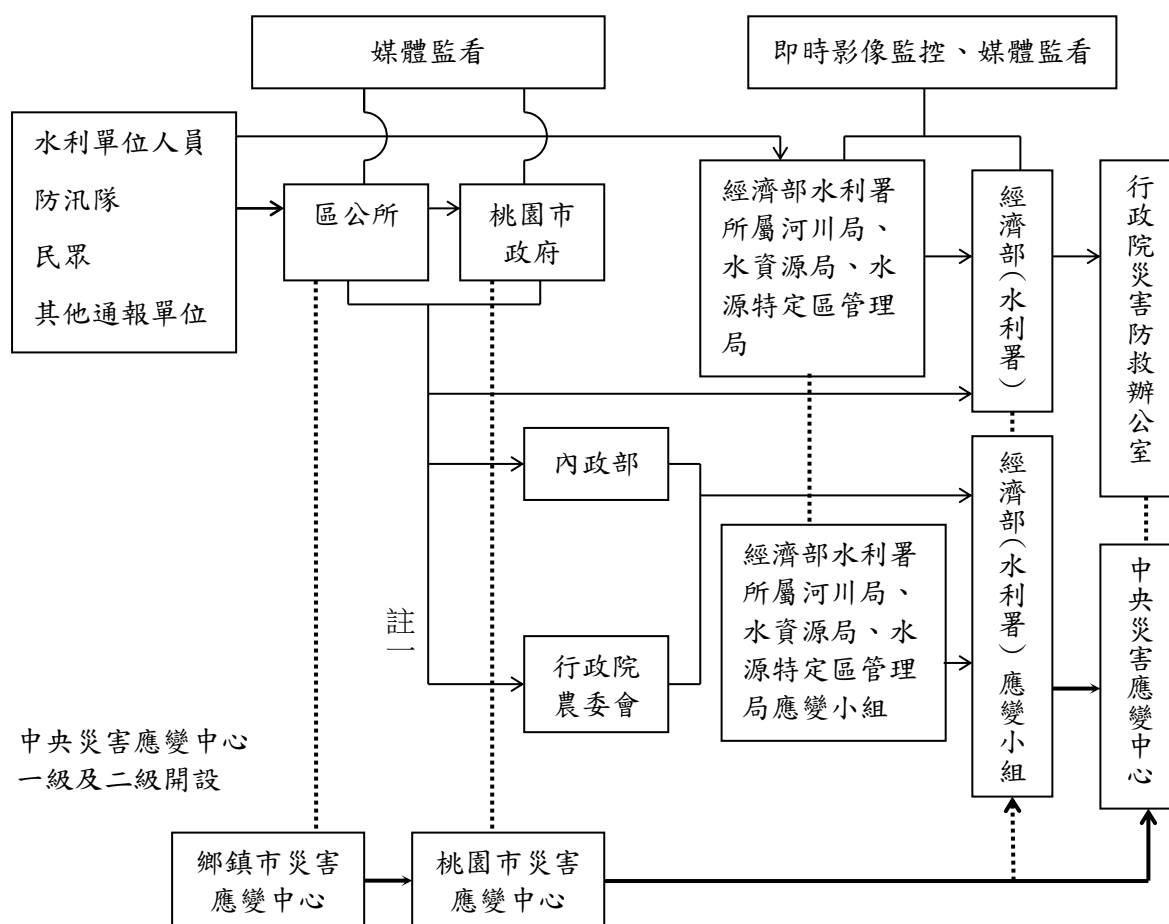 媒體監看
即時影像監控、媒體監看
水利單位人員
防汛隊
民眾
其他通報單位
區公所
桃園市
政府
經濟部水利署
所屬河川局、
水資源局、水
源特定區管理
局
經濟部(水利署)
行政院災害防救辦公室
內政部
行政院
農委會
註一
經濟部水利署
所屬河川局、
水資源局、水
源特定區管理
局應變小組
經濟部(水利署)應變小組
中央災害應變中心
中央災害應變中心
一級及二級開設
鄉鎮市災害
應變中心
桃園市災害
應變中心